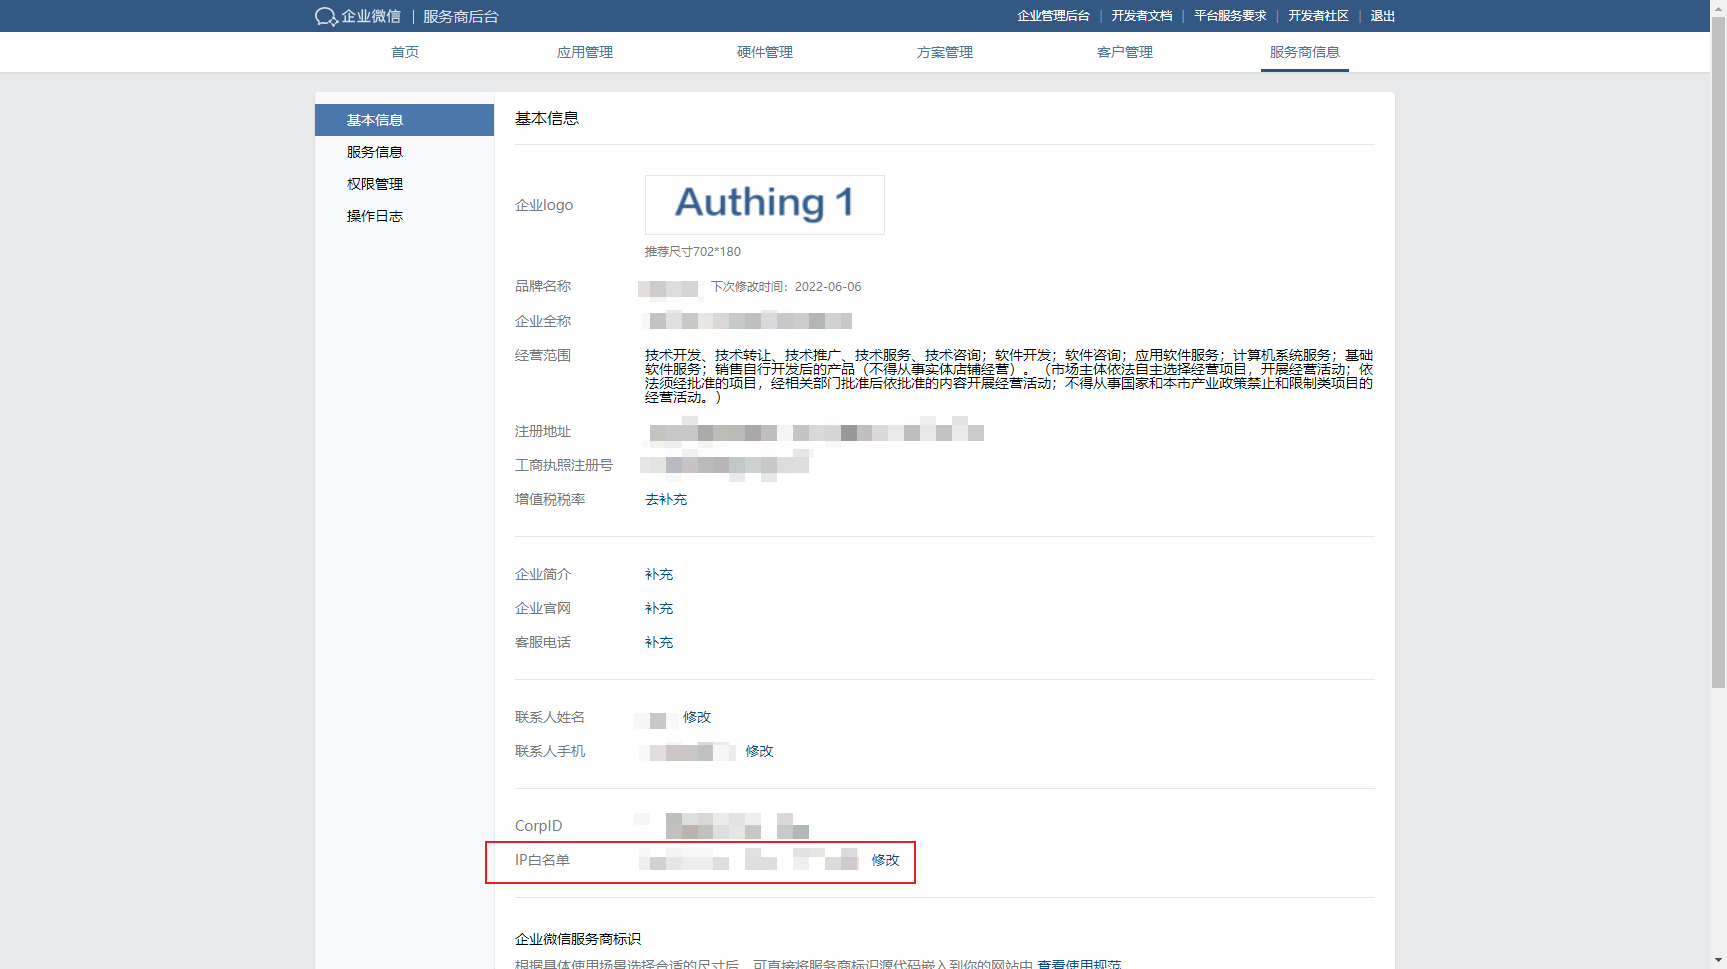 企业微信 | 服务商后台
企业管理后台 | 开发者文档 | 平台服务要求 | 开发者社区 | 退出
首页 应用管理 硬件管理 方案管理 客户管理 服务商信息
基本信息
服务信息
权限管理
操作日志
基本信息
企业logo
Authing 1
推荐尺寸702*180
品牌名称 下次修改时间：2022-06-06
企业全称
经营范围
技术开发、技术转让、技术推广、技术服务、技术咨询；软件开发；软件咨询；应用软件服务；计算机系统服务；基础
软件服务；销售自行开发后的产品（不得从事实体店铺经营）。（市场主体依法自主选择经营项目，开展经营活动；依
法须经批准的项目，经相关部门批准后依批准的内容开展经营活动；不得从事国家和本市产业政策禁止和限制类项目的
经营活动。）
注册地址
工商执照注册号
增值税税率 去补充
企业简介 补充
企业官网 补充
客服电话 补充
联系人姓名 修改
联系人手机 修改
CorpID
IP白名单 修改
企业微信服务商标识
根据具体使用场景选择合适的尺寸后，可直接将服务商标识源代码嵌入到你的网站中 查看使用规范